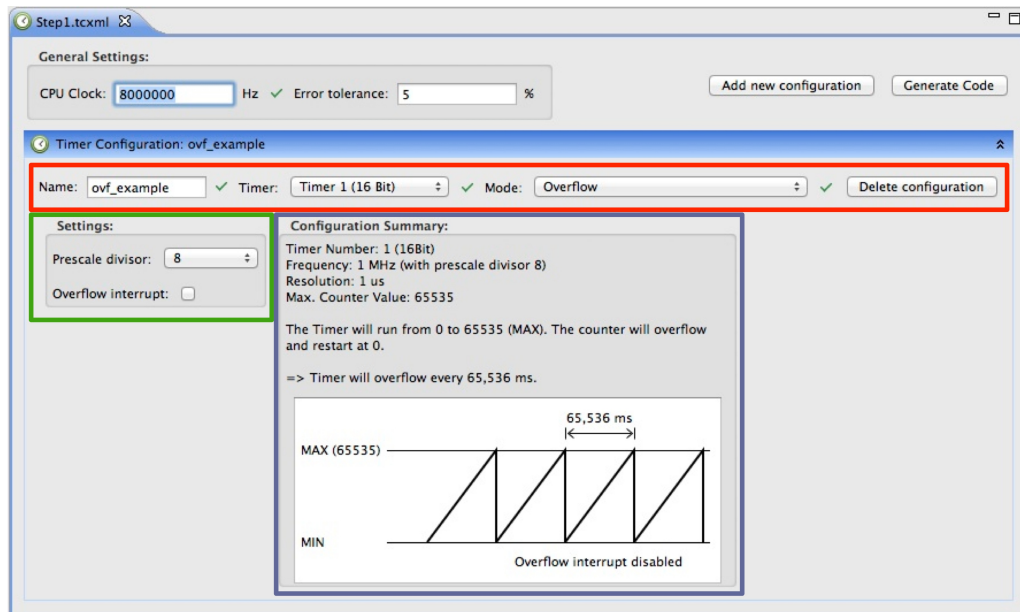 Step1.tcxml
General Settings:
CPU Clock: 8000000 Hz Error tolerance: 5 %
Add new configuration Generate Code
Timer Configuration: ovf_example
Name: ovf_example Timer: Timer 1 (16 Bit) Mode: Overflow Delete configuration
Settings:
Prescale divisor: 8
Overflow interrupt:
Configuration Summary:
Timer Number: 1 (16Bit)
Frequency: 1 MHz (with prescale divisor 8)
Resolution: 1 us
Max. Counter Value: 65535
The Timer will run from 0 to 65535 (MAX). The counter will overflow
and restart at 0.
=> Timer will overflow every 65,536 ms.
65,536 ms
MAX (65535)
MIN
Overflow interrupt disabled